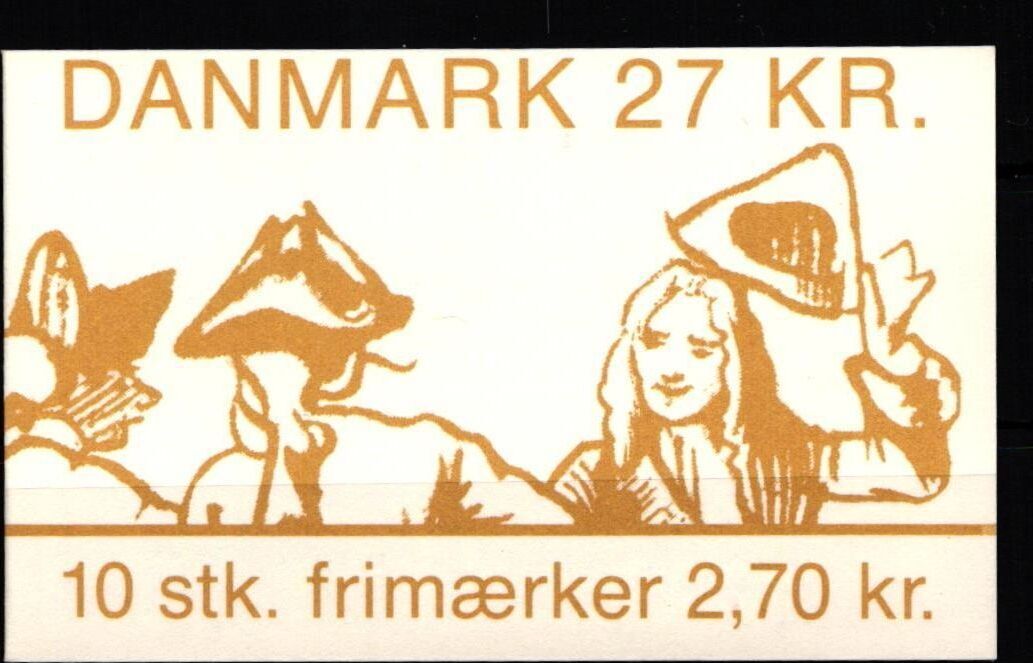 DANMARK 27 KR.
10 stk. frimærker 2,70 kr.